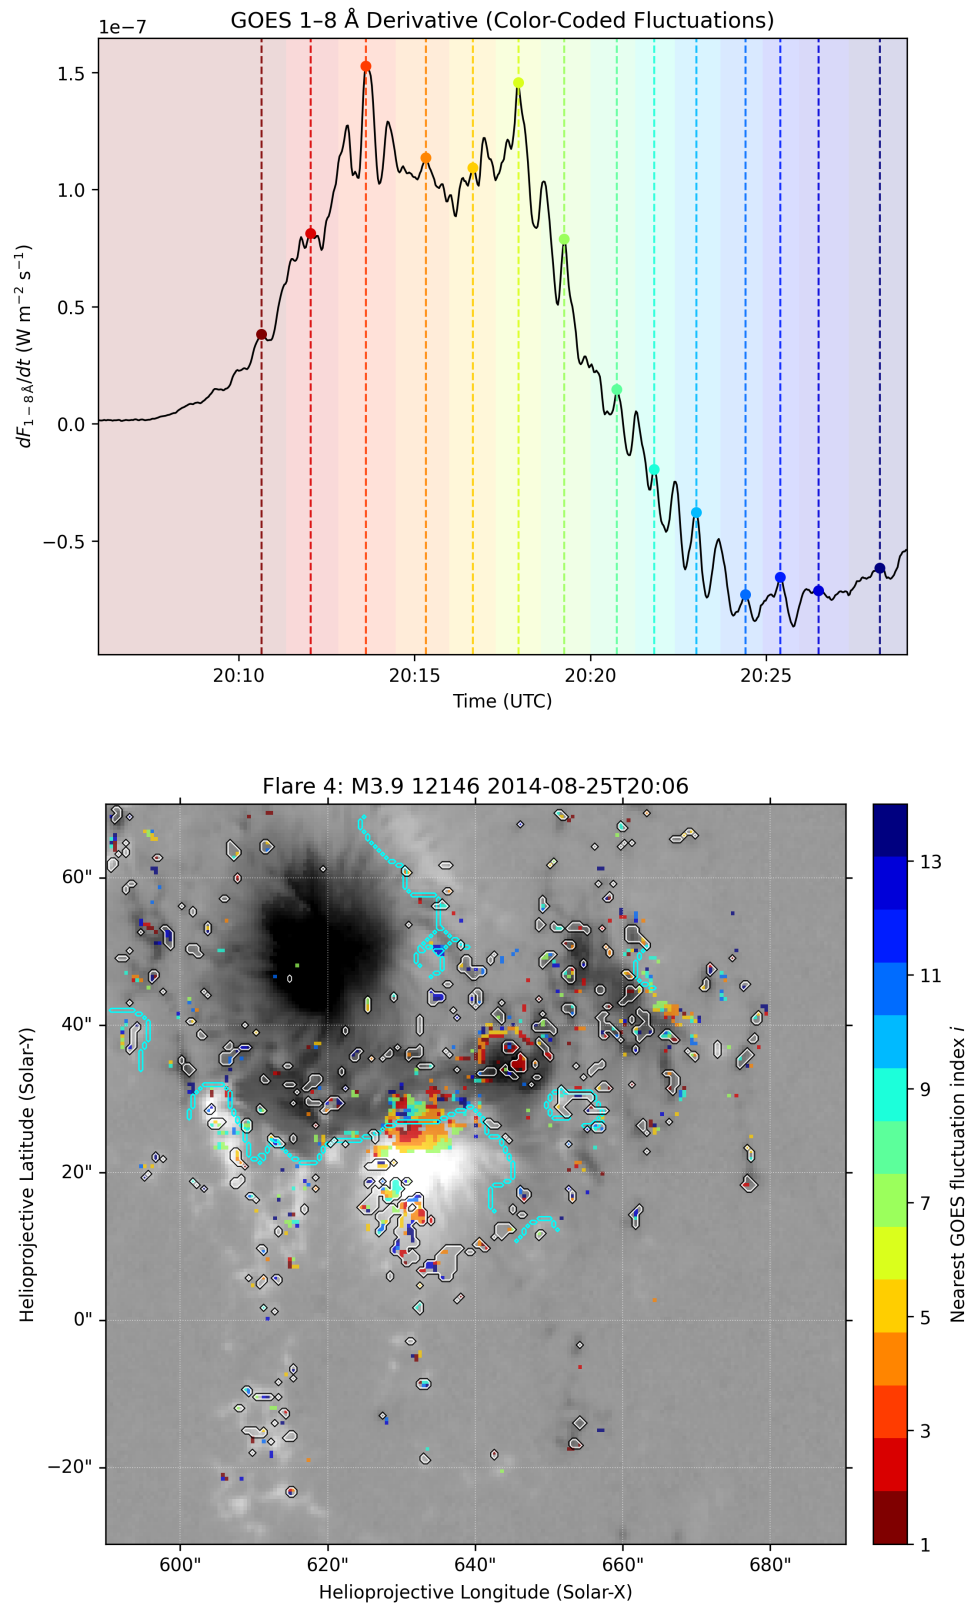 GOES 1–8 Å Derivative (Color-Coded Fluctuations)
1e−7
1.5
1.0
0.5
0.0
−0.5
dF₁₋₈Å/dt (W m⁻² s⁻¹)
20:10 20:15 20:20 20:25
Time (UTC)
Flare 4: M3.9 12146 2014-08-25T20:06
60"
40"
20"
0"
−20"
Helioprojective Latitude (Solar-Y)
600" 620" 640" 660" 680"
Helioprojective Longitude (Solar-X)
13
11
9
7
5
3
1
Nearest GOES fluctuation index i